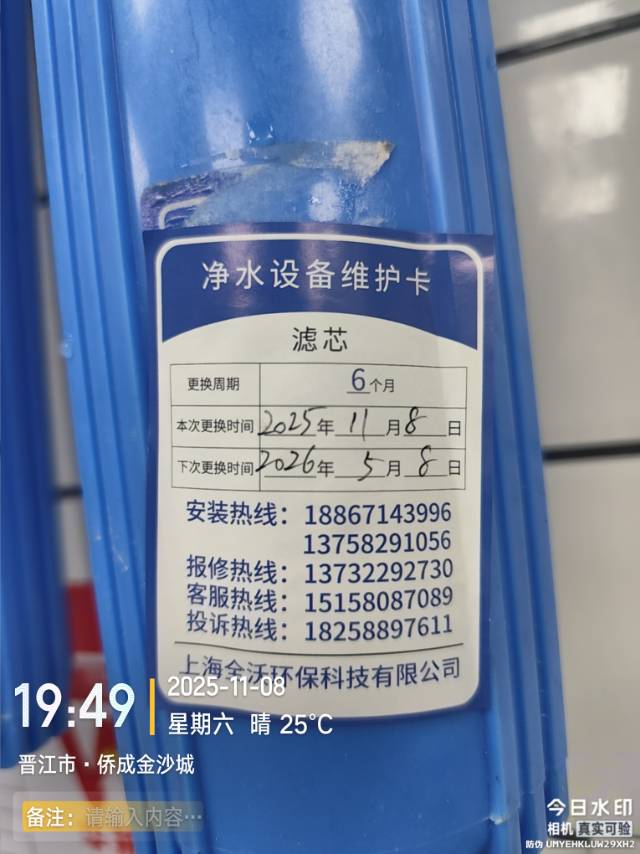 净水设备维护卡
滤芯
更换周期 6个月
本次更换时间 2025年 11月 8日
下次更换时间 2026年 5月 8日
安装热线：18867143996
13758291056
报修热线：13732292730
客服热线：15158087089
投诉热线：18258897611
上海全沃环保科技有限公司
19:49
2025-11-08
星期六 晴 25℃
晋江市·侨成金沙城
备注：请输入内容…
今日水印
相机 真实可验
防伪 UMYEHKLUW29XH2